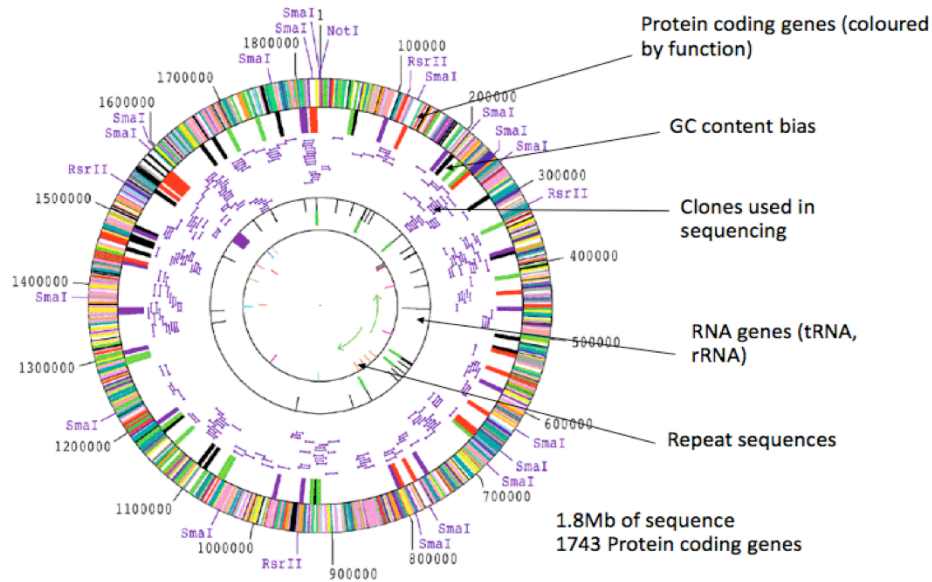 SmaI
1
SmaI
NotI
1800000
SmaI
100000
RsrII
SmaI
200000
SmaI
SmaI
SmaI
300000
RsrII
400000
500000
600000
SmaI
SmaI
SmaI
700000
800000
SmaI
SmaI
900000
RsrII
1000000
SmaI
1100000
1200000
SmaI
1300000
SmaI
1400000
1500000
RsrII
SmaI
SmaI
1600000
1700000
Protein coding genes (coloured
by function)
GC content bias
Clones used in
sequencing
RNA genes (tRNA,
rRNA)
Repeat sequences
1.8Mb of sequence
1743 Protein coding genes